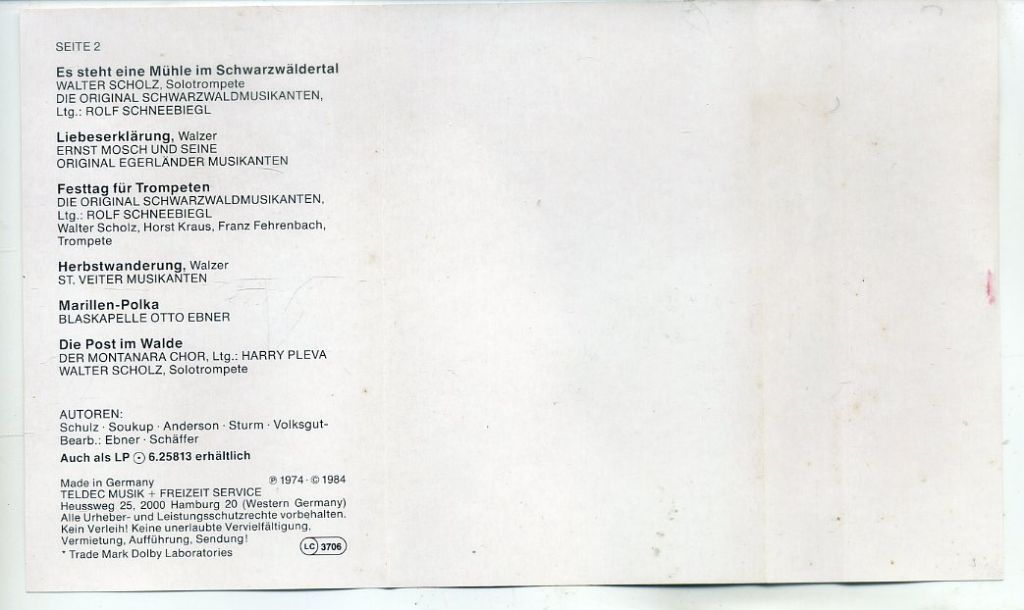 SEITE 2
Es steht eine Mühle im Schwarzwäldertal
WALTER SCHOLZ, Solotrompete
DIE ORIGINAL SCHWARZWALDMUSIKANTEN,
Ltg.: ROLF SCHNEEBIEGL
Liebeserklärung, Walzer
ERNST MOSCH UND SEINE
ORIGINAL EGERLÄNDER MUSIKANTEN
Festtag für Trompeten
DIE ORIGINAL SCHWARZWALDMUSIKANTEN,
Ltg.: ROLF SCHNEEBIEGL
Walter Scholz, Horst Kraus, Franz Fehrenbach,
Trompete
Herbstwanderung, Walzer
ST. VEITER MUSIKANTEN
Marillen-Polka
BLASKAPELLE OTTO EBNER
Die Post im Walde
DER MONTANARA CHOR, Ltg.: HARRY PLEVA
WALTER SCHOLZ, Solotrompete
AUTOREN:
Schulz · Soukup · Anderson · Sturm · Volksgut-
Bearb.: Ebner · Schäffer
Auch als LP ⊙ 6.25813 erhältlich
Made in Germany ℗ 1974 · © 1984
TELDEC MUSIK + FREIZEIT SERVICE
Heussweg 25, 2000 Hamburg 20 (Western Germany)
Alle Urheber- und Leistungsschutzrechte vorbehalten.
Kein Verleih! Keine unerlaubte Vervielfältigung,
Vermietung, Aufführung, Sendung!
* Trade Mark Dolby Laboratories LC 3706